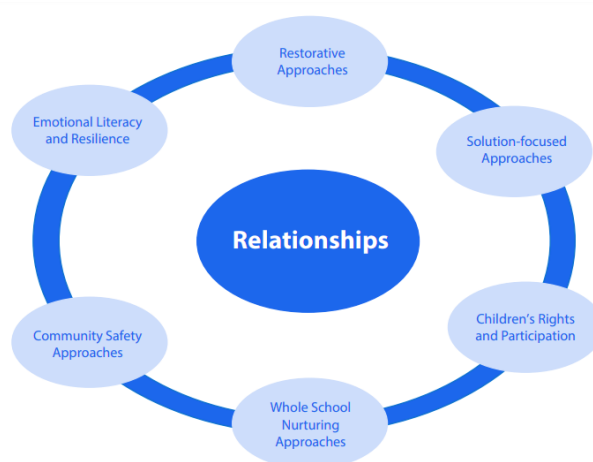 Restorative
Approaches
Emotional Literacy
and Resilience
Solution-focused
Approaches
Relationships
Children’s Rights
and Participation
Community Safety
Approaches
Whole School
Nurturing
Approaches